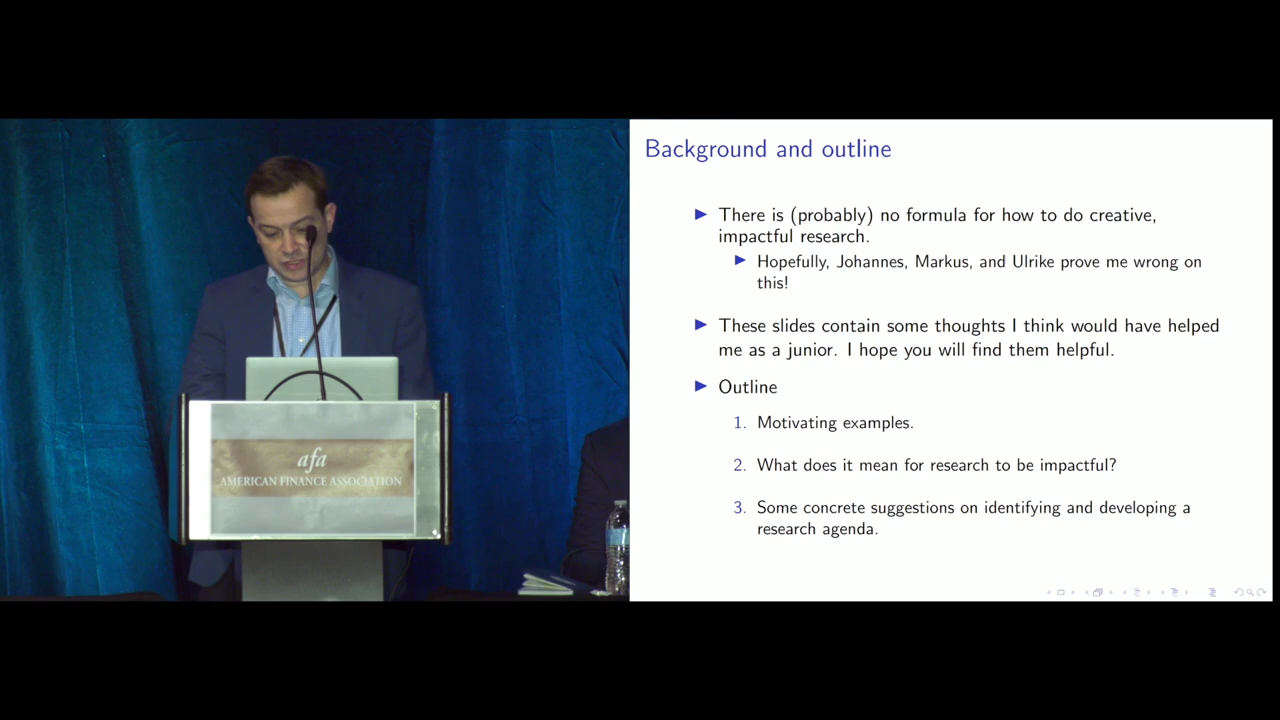 afa
AMERICAN FINANCE ASSOCIATION
Background and outline
There is (probably) no formula for how to do creative,
impactful research.
Hopefully, Johannes, Markus, and Ulrike prove me wrong on
this!
These slides contain some thoughts I think would have helped
me as a junior. I hope you will find them helpful.
Outline
1. Motivating examples.
2. What does it mean for research to be impactful?
3. Some concrete suggestions on identifying and developing a
research agenda.